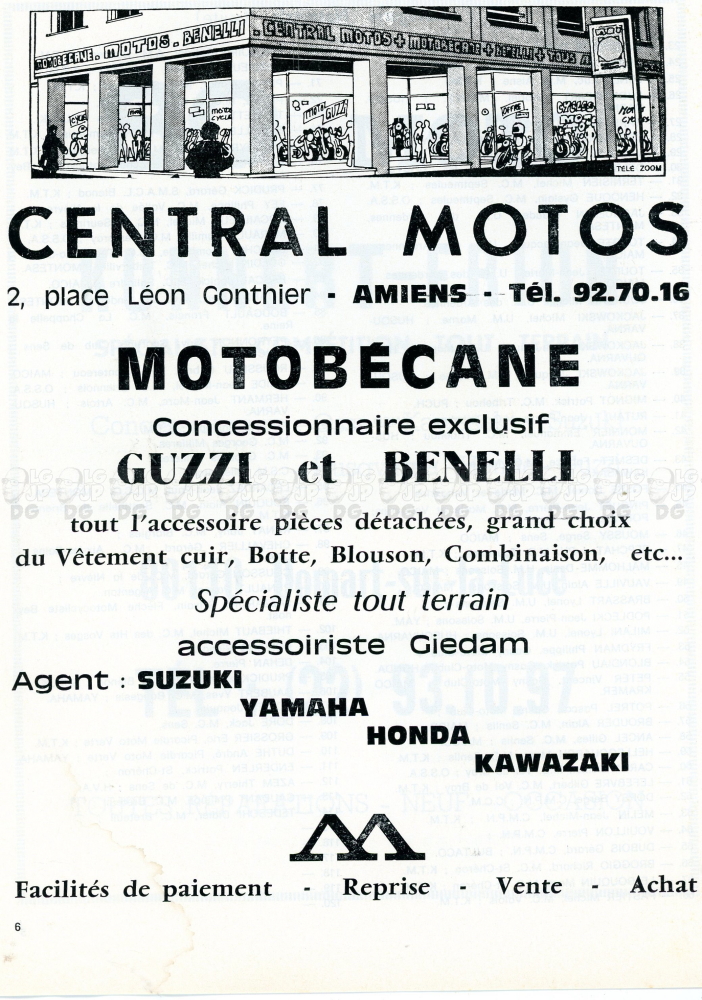 MOTOBECANE. MOTOS. BENELLI. CENTRAL MOTOS + MOTOBECANE + BENELLI + TOUS
MOTO GUZZI
TELE ZOOM
CENTRAL MOTOS
2, place Léon Gonthier - AMIENS - Tél. 92.70.16
MOTOBÉCANE
Concessionnaire exclusif
GUZZI et BENELLI
tout l'accessoire pièces détachées, grand choix
du Vêtement cuir, Botte, Blouson, Combinaison, etc...
Spécialiste tout terrain
accessoiriste Giedam
Agent : SUZUKI
YAMAHA
HONDA
KAWAZAKI
Facilités de paiement - Reprise - Vente - Achat
6